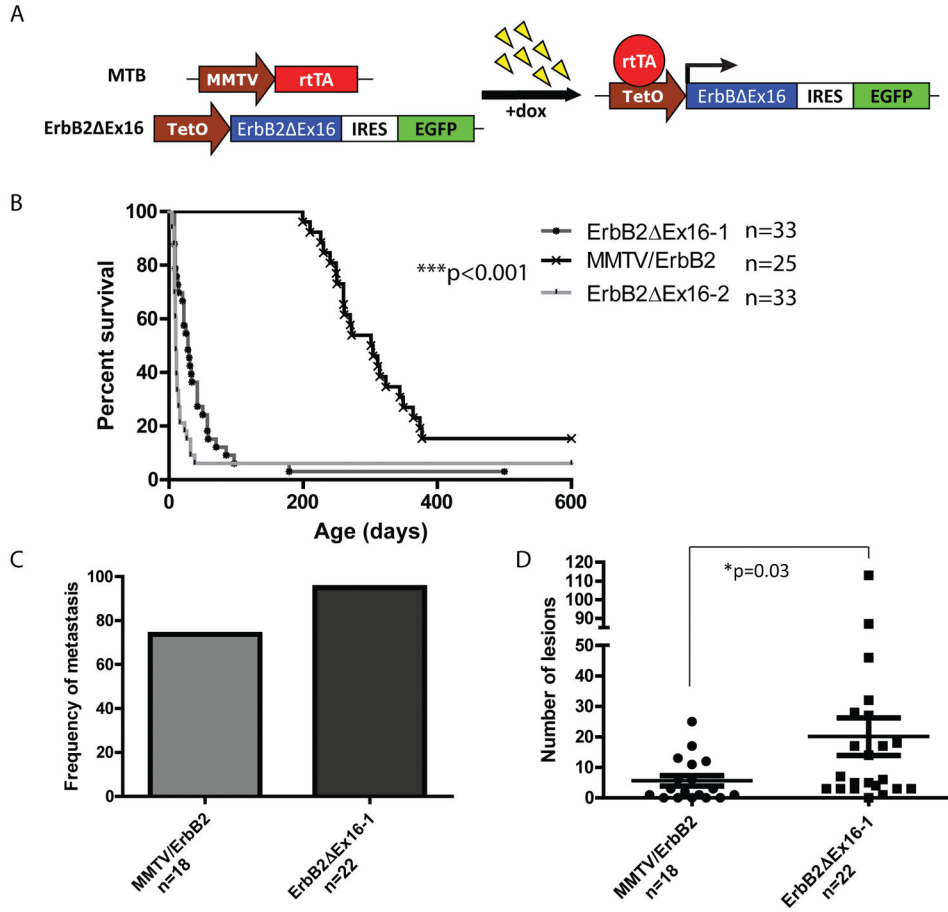 A
MTB
MMTV rtTA
ErbB2ΔEx16
TetO ErbB2ΔEx16 IRES EGFP
+dox
rtTA
TetO ErbBΔEx16 IRES EGFP
B
Percent survival
100
80
60
40
20
0
0 200 400 600
Age (days)
***p<0.001
ErbB2ΔEx16-1 n=33
MMTV/ErbB2 n=25
ErbB2ΔEx16-2 n=33
C
Frequency of metastasis
100
80
60
40
20
0
MMTV/ErbB2
n=18
ErbB2ΔEx16-1
n=22
D
*p=0.03
Number of lesions
120
110
100
90
50
40
30
20
10
0
MMTV/ErbB2
n=18
ErbB2ΔEx16-1
n=22